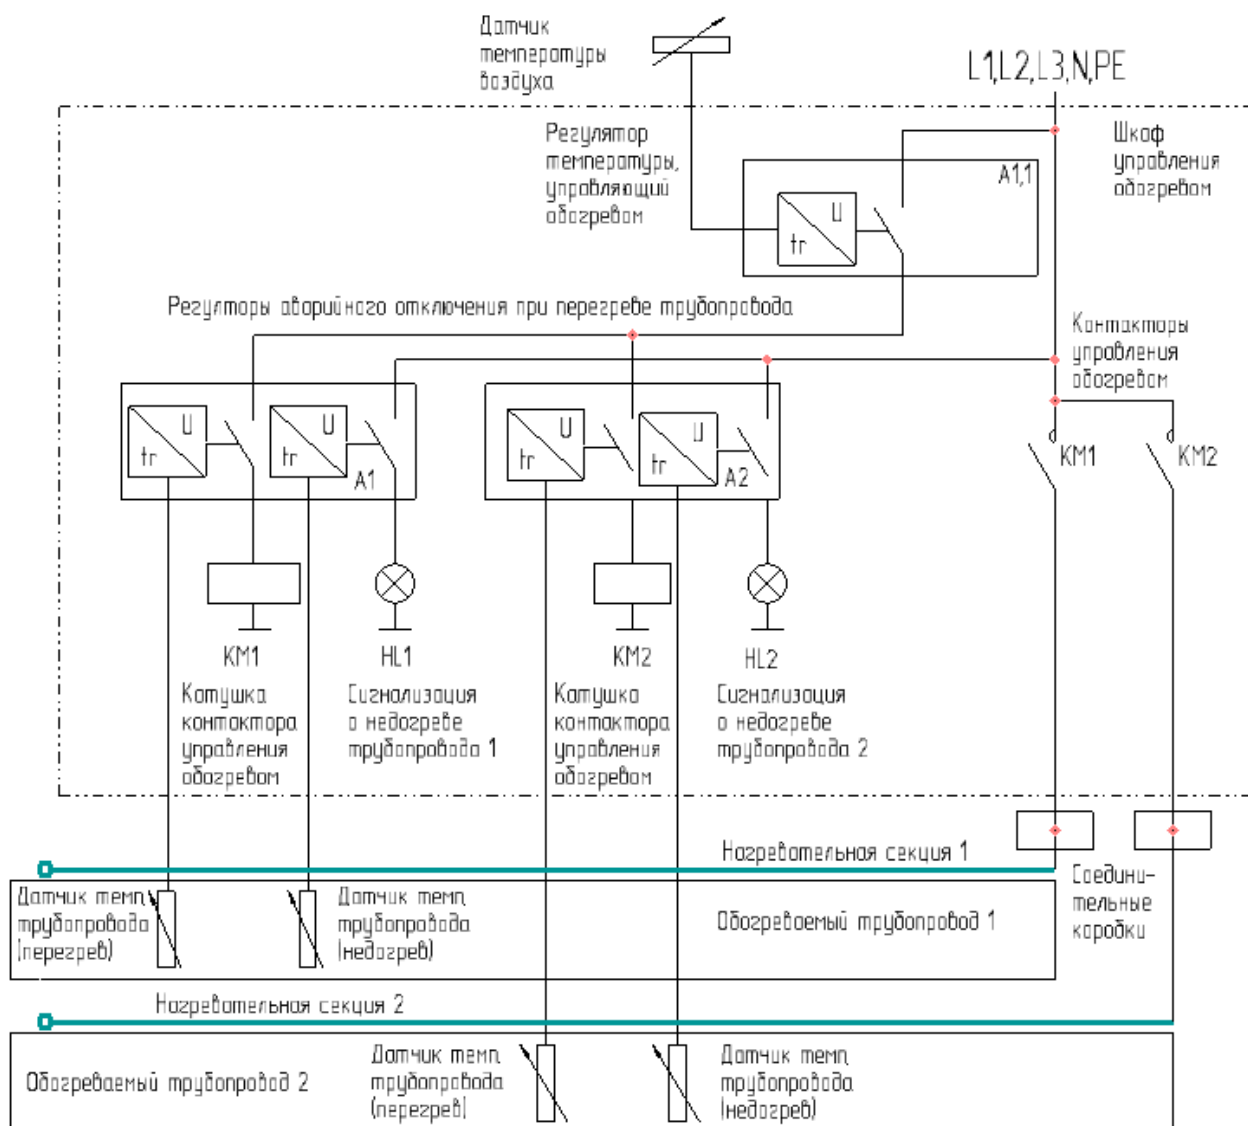 Датчик
температуры
воздуха
L1,L2,L3,N,PE
Регулятор
температуры,
управляющий
обогревом
Шкаф
управления
обогревом
A1,1
U
tr
Регулторы аварийного отключения при перегреве трубопровода
Контакторы
управления
обогревом
U
tr
U
tr
A1
U
tr
U
tr
A2
KM1
KM2
KM1
HL1
KM2
HL2
Катушка
контактора
управления
обогревом
Сигнализация
о недогреве
трубопровода 1
Катушка
контактора
управления
обогревом
Сигнализация
о недогреве
трубопровода 2
Нагревательная секция 1
Соедини-
тельные
коробки
Датчик темп.
трубопровода
(перегрев)
Датчик темп.
трубопровода
(недогрев)
Обогреваемый трубопровод 1
Нагревательная секция 2
Обогреваемый трубопровод 2
Датчик темп.
трубопровода
(перегрев)
Датчик темп.
трубопровода
(недогрев)